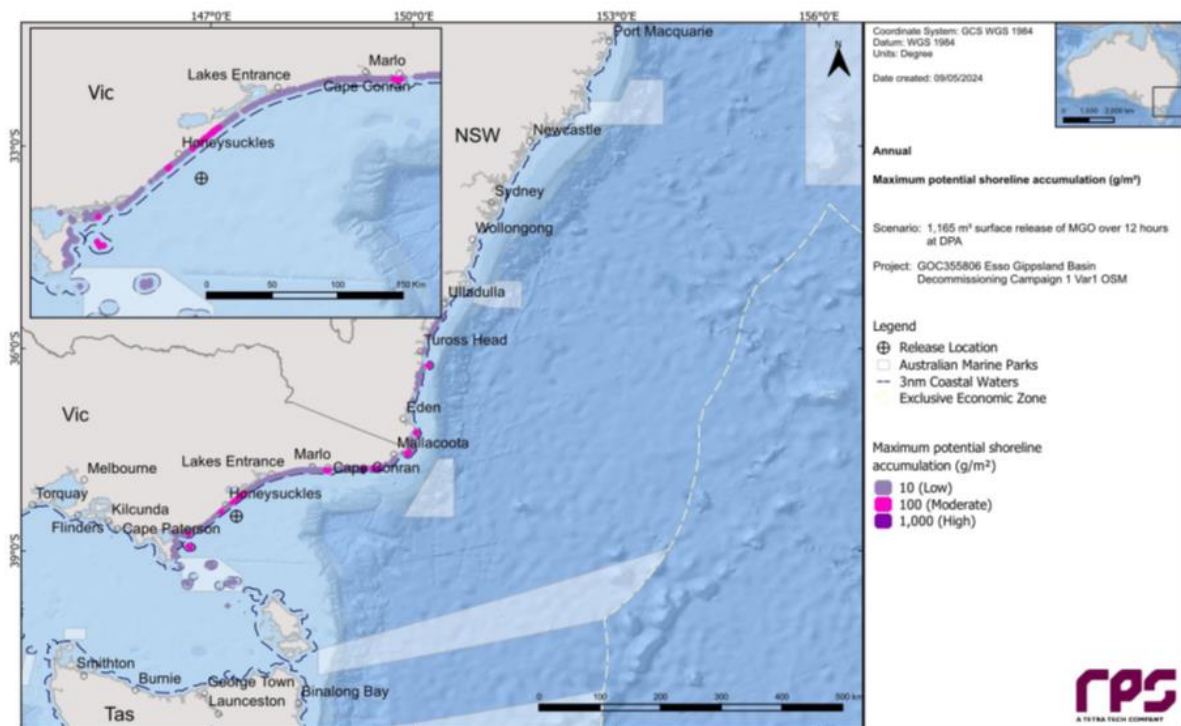 147°0'E 150°0'E 153°0'E 156°0'E
Port Macquarie
Marlo
Lakes Entrance
Cape Conran
Vic
Honeysuckles
0 50 100 150 Km
NSW
Newcastle
33°0'S
Sydney
Wollongong
Ulladulla
Tuross Head
36°0'S
Eden
Vic
Mallacoota
Marlo
Lakes Entrance
Cape Conran
Melbourne
Honeysuckles
Torquay
Kilcunda
Flinders
Cape Paterson
39°0'S
Smithton
Burnie
George Town
Launceston
Binalong Bay
Tas
0 100 200 300 400 500 km
N
Coordinate System: GCS WGS 1984
Datum: WGS 1984
Units: Degree
Date created: 09/05/2024
0 1,000 2,000 km
Annual
Maximum potential shoreline accumulation (g/m²)
Scenario: 1,165 m³ surface release of MGO over 12 hours
at DPA
Project: GOC355806 Esso Gippsland Basin
Decommissioning Campaign 1 Var1 OSM
Legend
Release Location
Australian Marine Parks
3nm Coastal Waters
Exclusive Economic Zone
Maximum potential shoreline
accumulation (g/m²)
10 (Low)
100 (Moderate)
1,000 (High)
rps
A TETRA TECH COMPANY